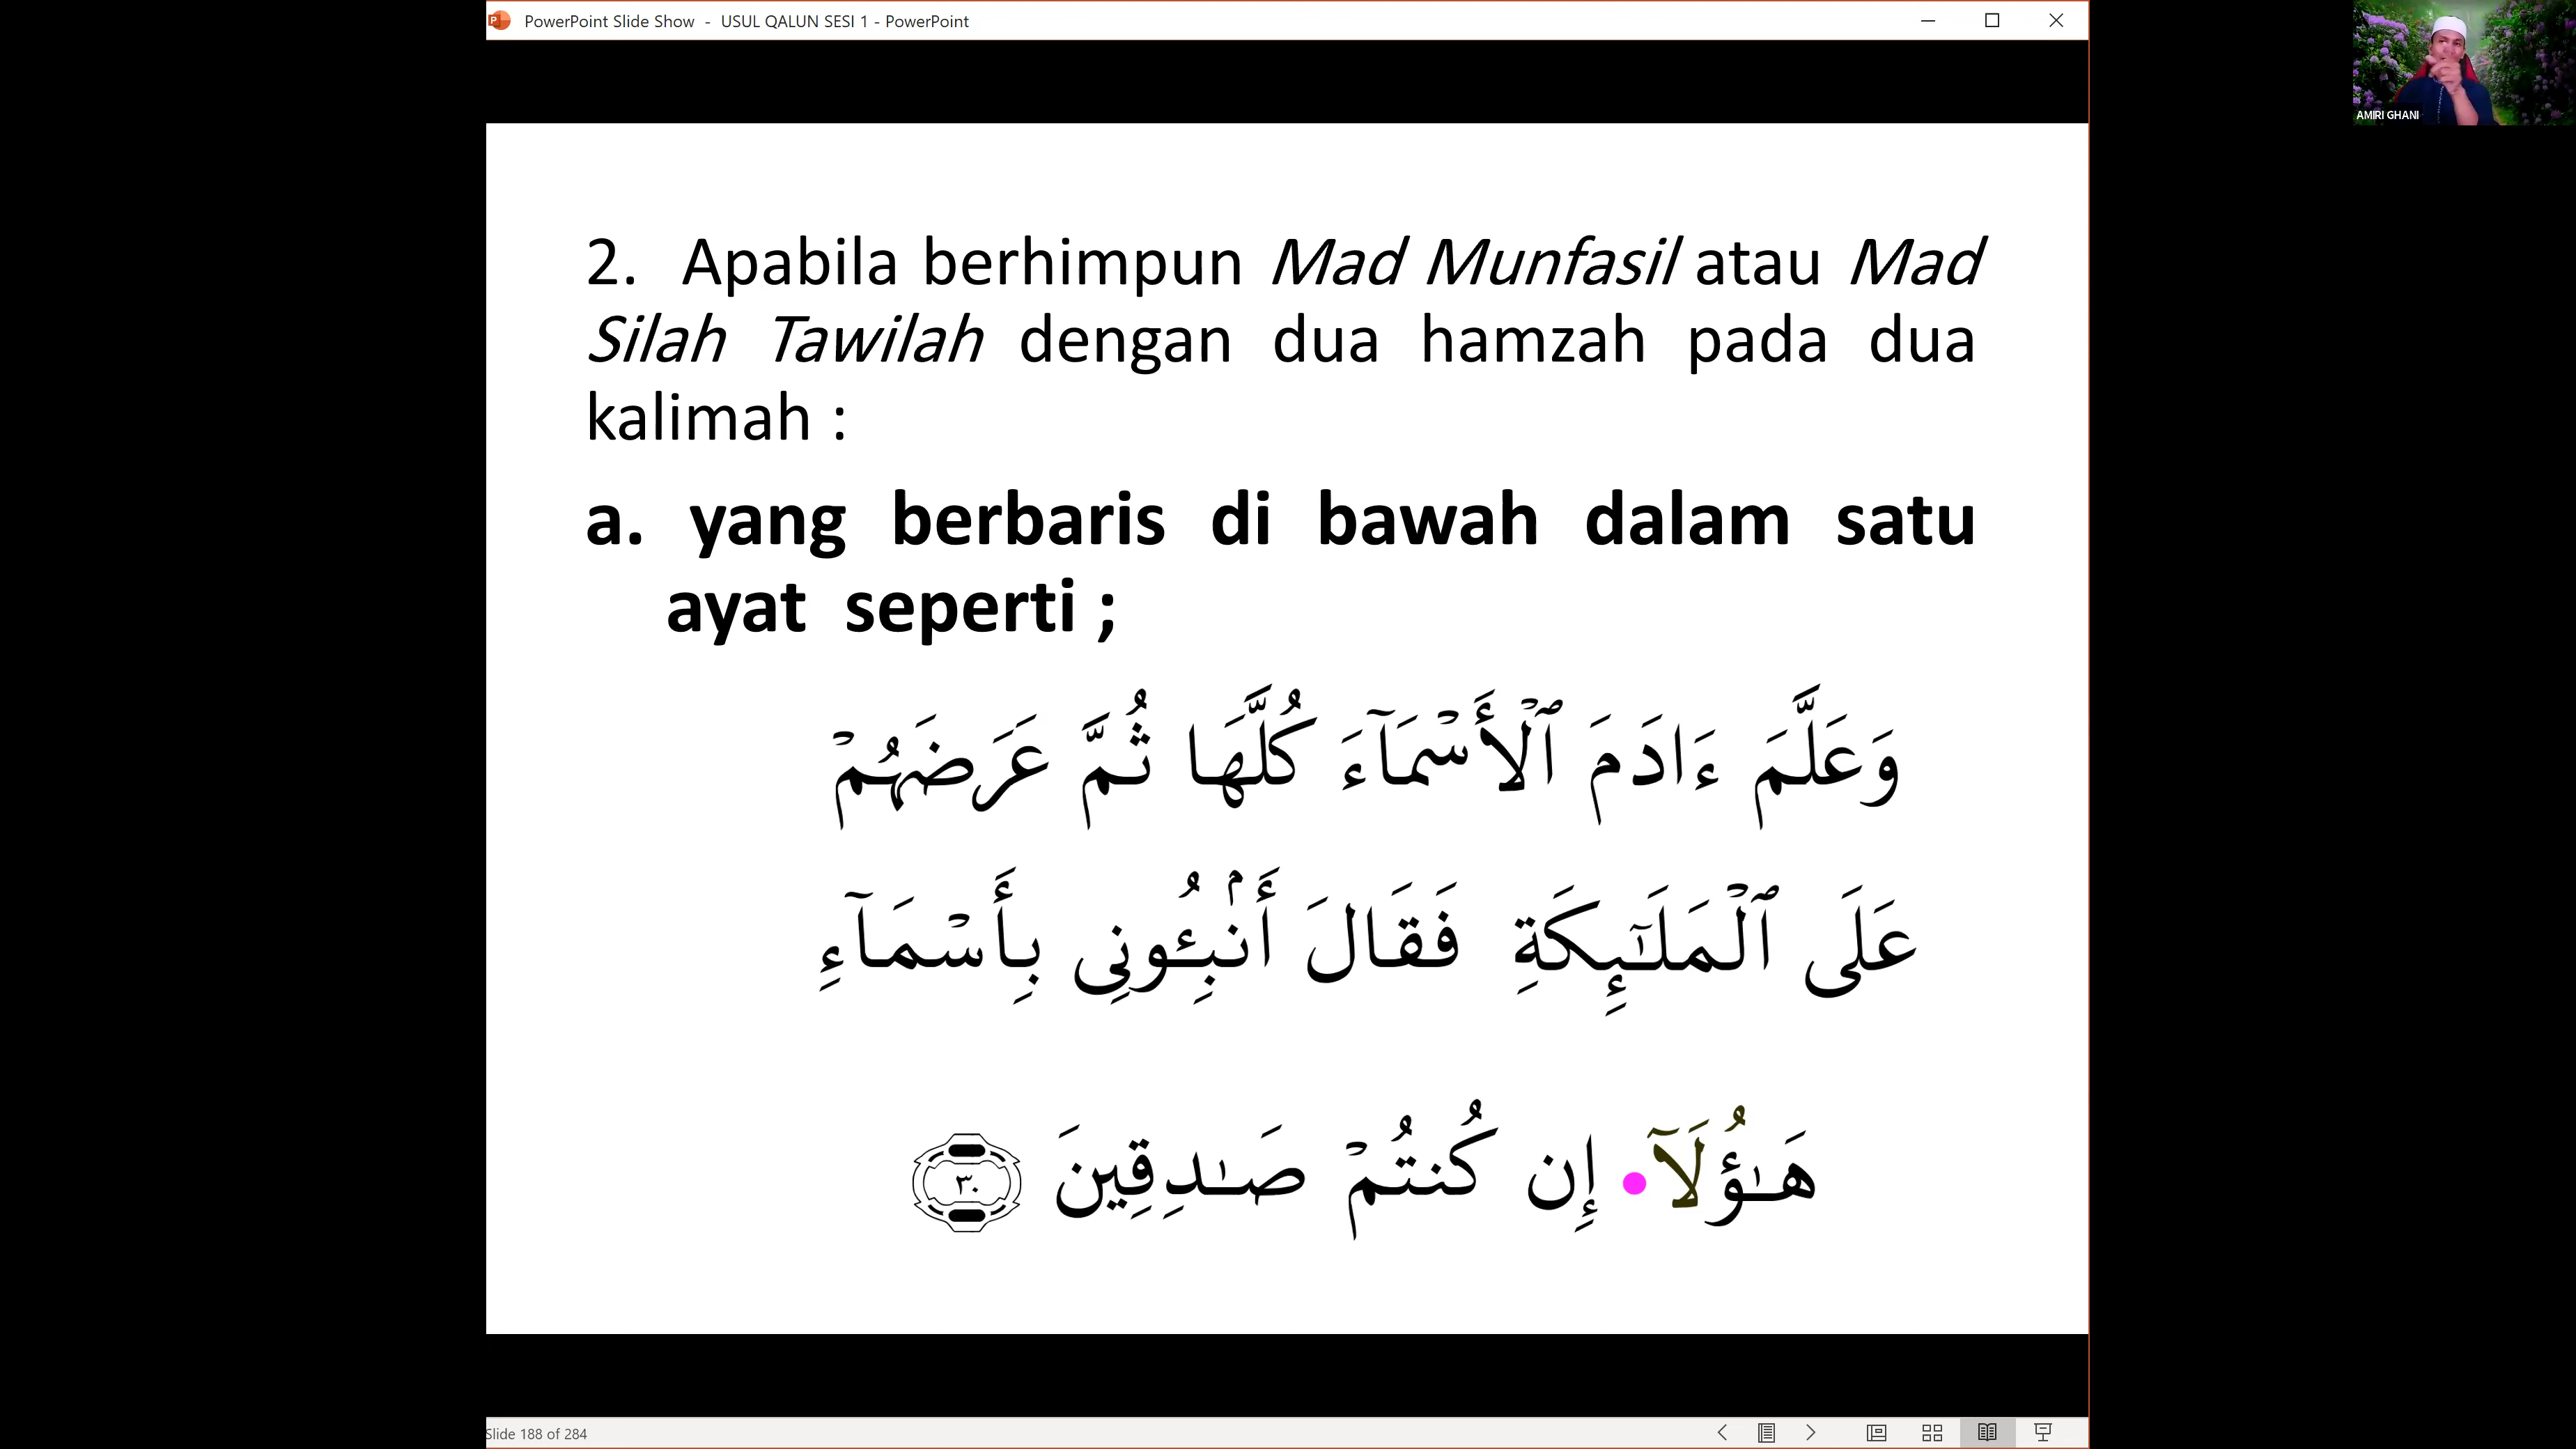 PowerPoint Slide Show - USUL QALUN SESI 1 - PowerPoint
AMIRI GHANI
2. Apabila berhimpun Mad Munfasil atau Mad
Silah Tawilah dengan dua hamzah pada dua
kalimah :
a. yang berbaris di bawah dalam satu
ayat seperti ;
وَعَلَّمَ ءَادَمَ ٱلْأَسْمَآءَ كُلَّهَا ثُمَّ عَرَضَهُمْ
عَلَى ٱلْمَلَـٰٓئِكَةِ فَقَالَ أَنۢبِـُٔونِى بِأَسْمَآءِ
هَـٰؤُلَآ• إِن كُنتُمْ صَـٰدِقِينَ ٣٠
Slide 188 of 284